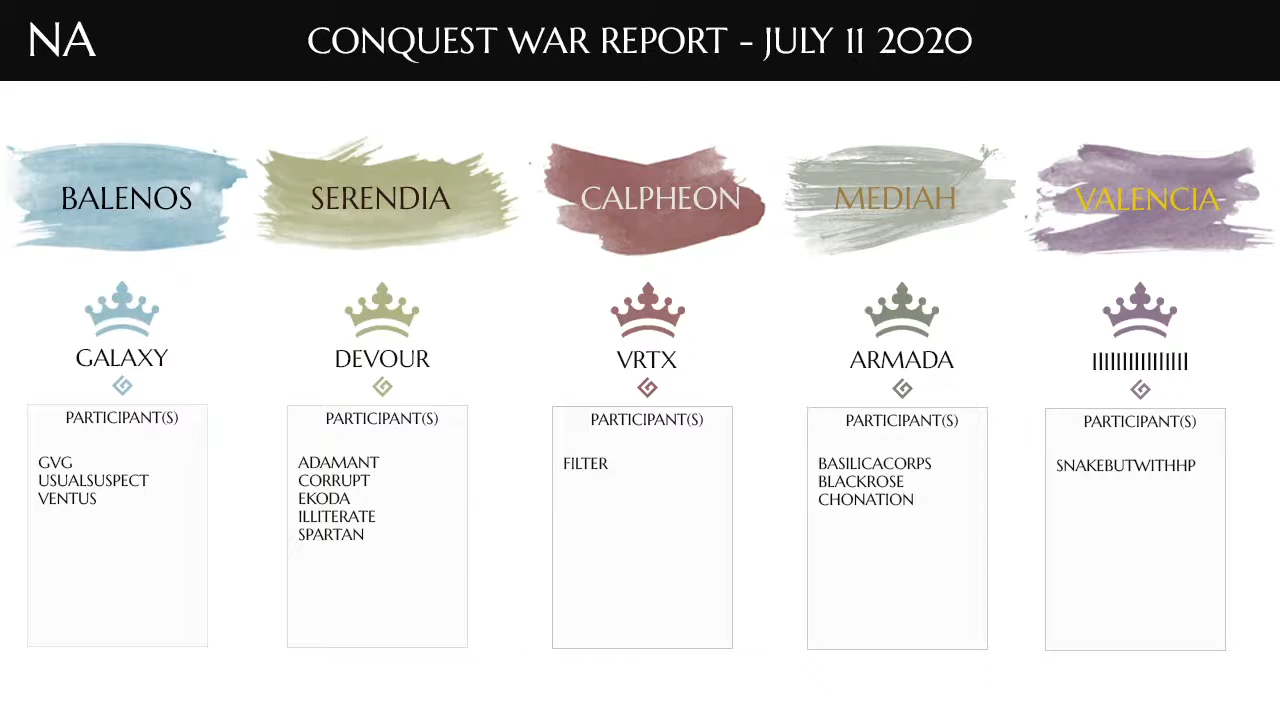 NA
CONQUEST WAR REPORT - JULY 11 2020
BALENOS
GALAXY
PARTICIPANT(S)
GVG
USUALSUSPECT
VENTUS
SERENDIA
DEVOUR
PARTICIPANT(S)
ADAMANT
CORRUPT
EKODA
ILLITERATE
SPARTAN
CALPHEON
VRTX
PARTICIPANT(S)
FILTER
MEDIAH
ARMADA
PARTICIPANT(S)
BASILICACORPS
BLACKROSE
CHONATION
VALENCIA
PARTICIPANT(S)
SNAKEBUTWITHHP